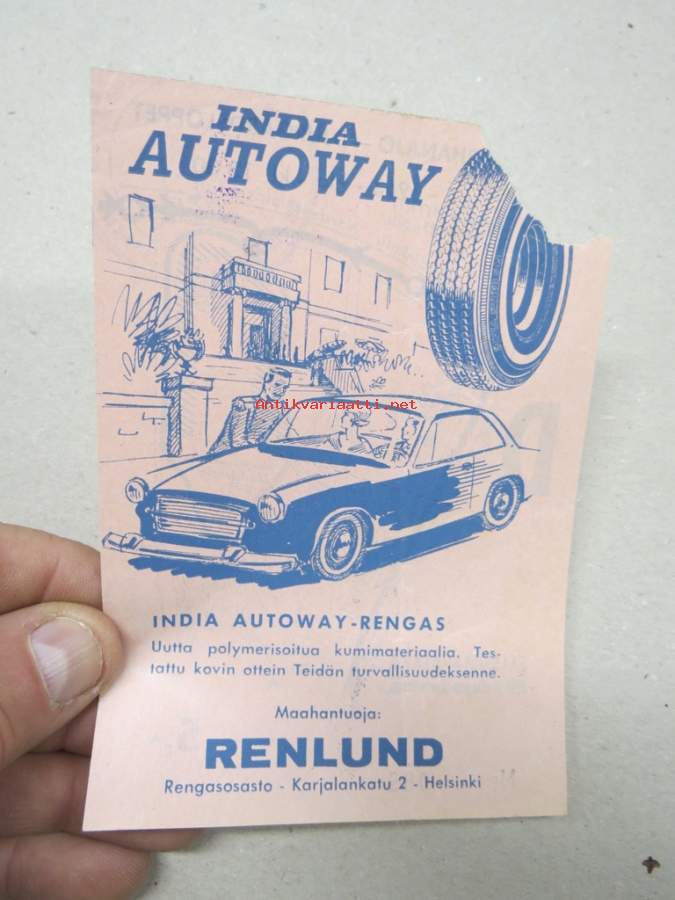 INDIA
AUTOWAY
Antikvariaatti.net
INDIA AUTOWAY-RENGAS
Uutta polymerisoitua kumimateriaalia. Tes-
tattu kovin ottein Teidän turvallisuudeksenne.
Maahantuoja:
RENLUND
Rengasosasto - Karjalankatu 2 - Helsinki